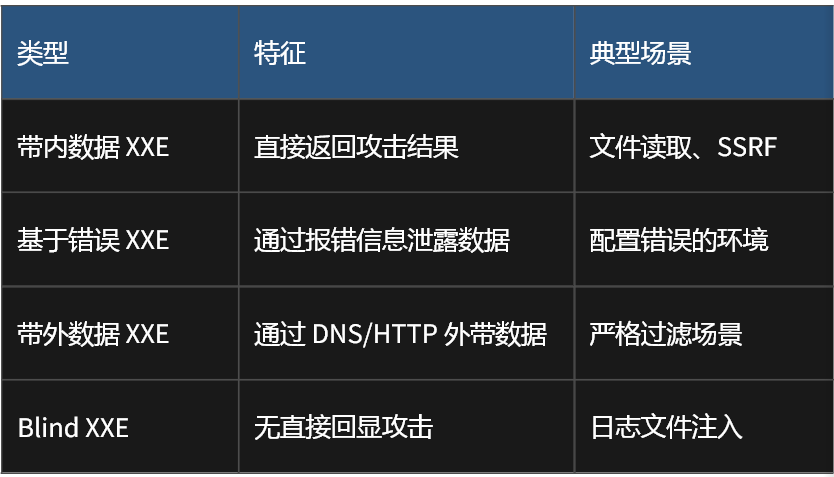 类型 特征 典型场景
带内数据 XXE 直接返回攻击结果 文件读取、SSRF
基于错误 XXE 通过报错信息泄露数据 配置错误的环境
带外数据 XXE 通过 DNS/HTTP 外带数据 严格过滤场景
Blind XXE 无直接回显攻击 日志文件注入